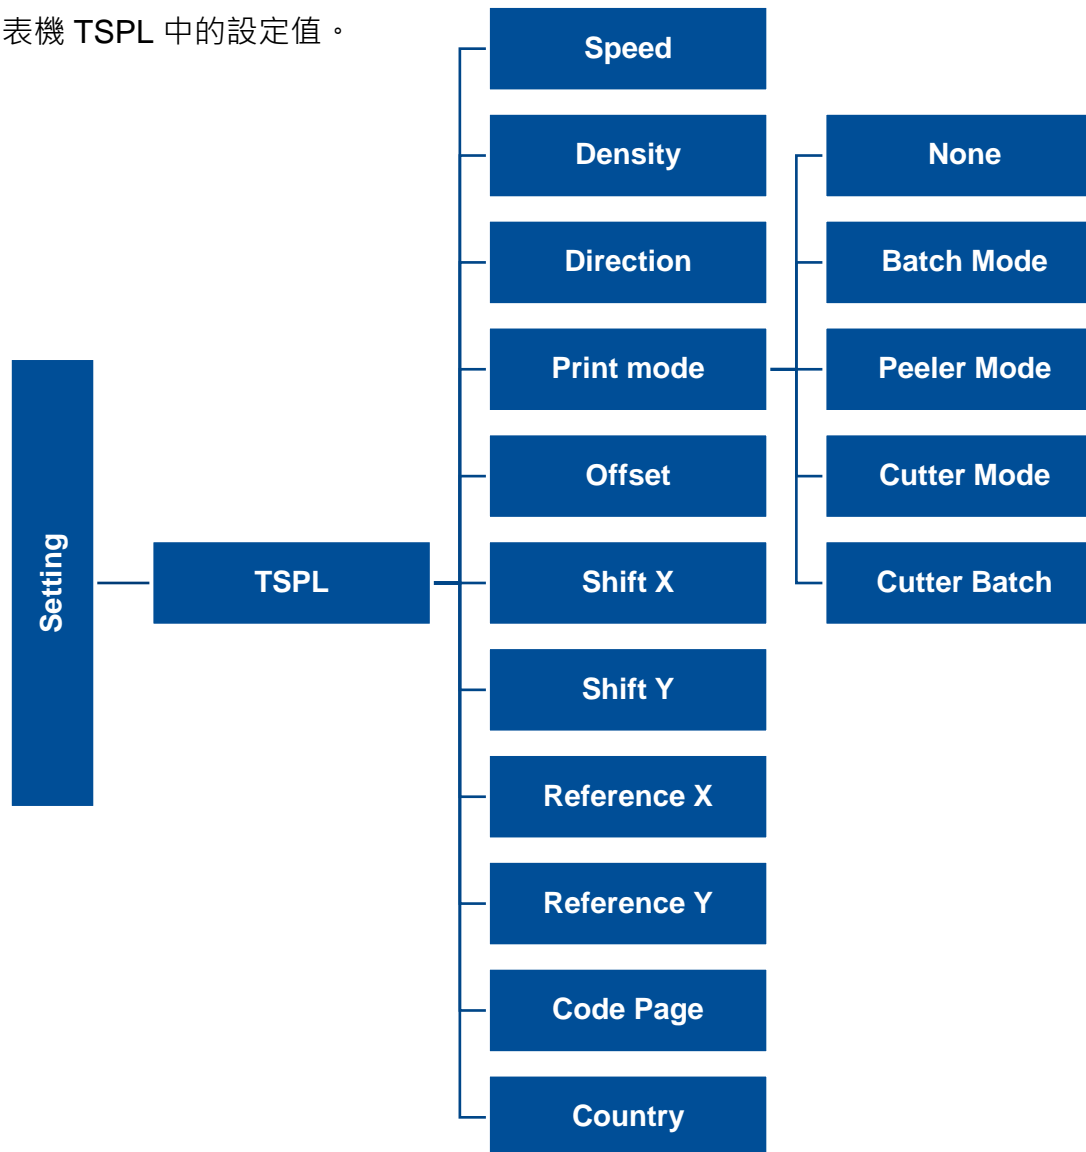 表機 TSPL 中的設定值。
Speed
Density
None
Direction
Batch Mode
Print mode
Peeler Mode
Offset
Cutter Mode
Setting
TSPL
Shift X
Cutter Batch
Shift Y
Reference X
Reference Y
Code Page
Country